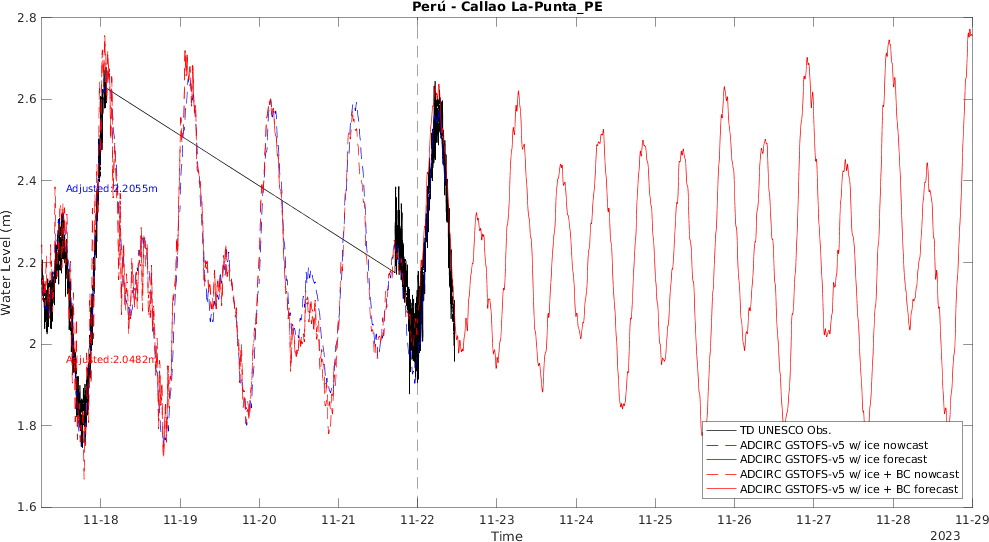 Perú - Callao La-Punta_PE
2.8
2.6
2.4
2.2
2
1.8
1.6
Water Level (m)
Adjusted:2.2055m
Adjusted:2.0482m
TD UNESCO Obs.
ADCIRC GSTOFS-v5 w/ ice nowcast
ADCIRC GSTOFS-v5 w/ ice forecast
ADCIRC GSTOFS-v5 w/ ice + BC nowcast
ADCIRC GSTOFS-v5 w/ ice + BC forecast
11-18 11-19 11-20 11-21 11-22 11-23 11-24 11-25 11-26 11-27 11-28 11-29
Time
2023